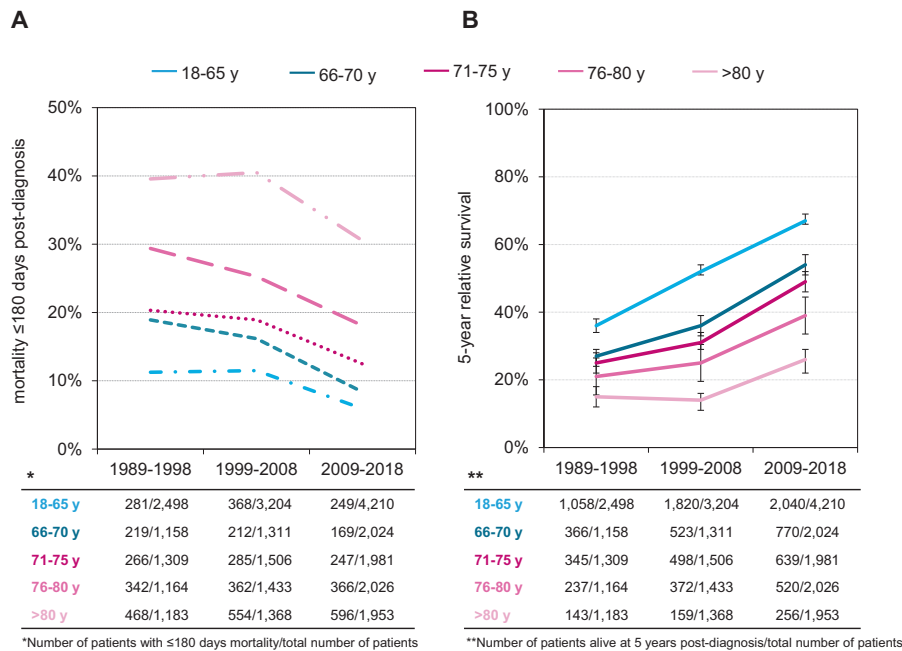 A
B
18-65 y 66-70 y 71-75 y 76-80 y >80 y
mortality ≤180 days post-diagnosis
50%
40%
30%
20%
10%
0%
5-year relative survival
100%
80%
60%
40%
20%
0%
* 1989-1998 1999-2008 2009-2018
18-65 y 281/2,498 368/3,204 249/4,210
66-70 y 219/1,158 212/1,311 169/2,024
71-75 y 266/1,309 285/1,506 247/1,981
76-80 y 342/1,164 362/1,433 366/2,026
>80 y 468/1,183 554/1,368 596/1,953
*Number of patients with ≤180 days mortality/total number of patients
** 1989-1998 1999-2008 2009-2018
18-65 y 1,058/2,498 1,820/3,204 2,040/4,210
66-70 y 366/1,158 523/1,311 770/2,024
71-75 y 345/1,309 498/1,506 639/1,981
76-80 y 237/1,164 372/1,433 520/2,026
>80 y 143/1,183 159/1,368 256/1,953
**Number of patients alive at 5 years post-diagnosis/total number of patients